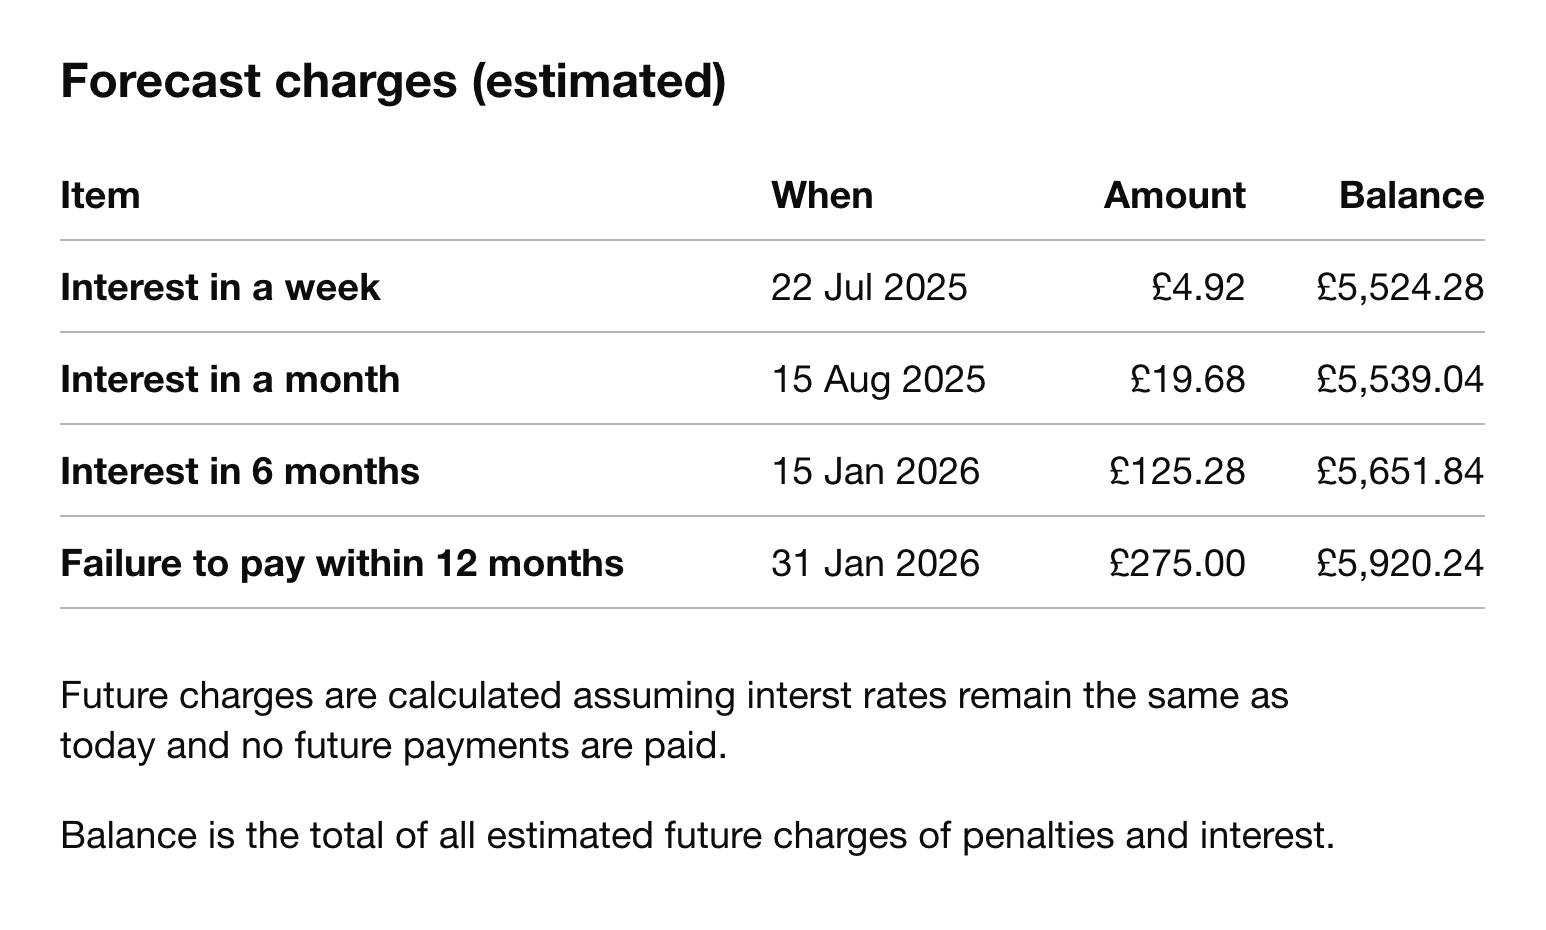 Forecast charges (estimated)
Item When Amount Balance
Interest in a week 22 Jul 2025 £4.92 £5,524.28
Interest in a month 15 Aug 2025 £19.68 £5,539.04
Interest in 6 months 15 Jan 2026 £125.28 £5,651.84
Failure to pay within 12 months 31 Jan 2026 £275.00 £5,920.24
Future charges are calculated assuming interst rates remain the same as
today and no future payments are paid.
Balance is the total of all estimated future charges of penalties and interest.